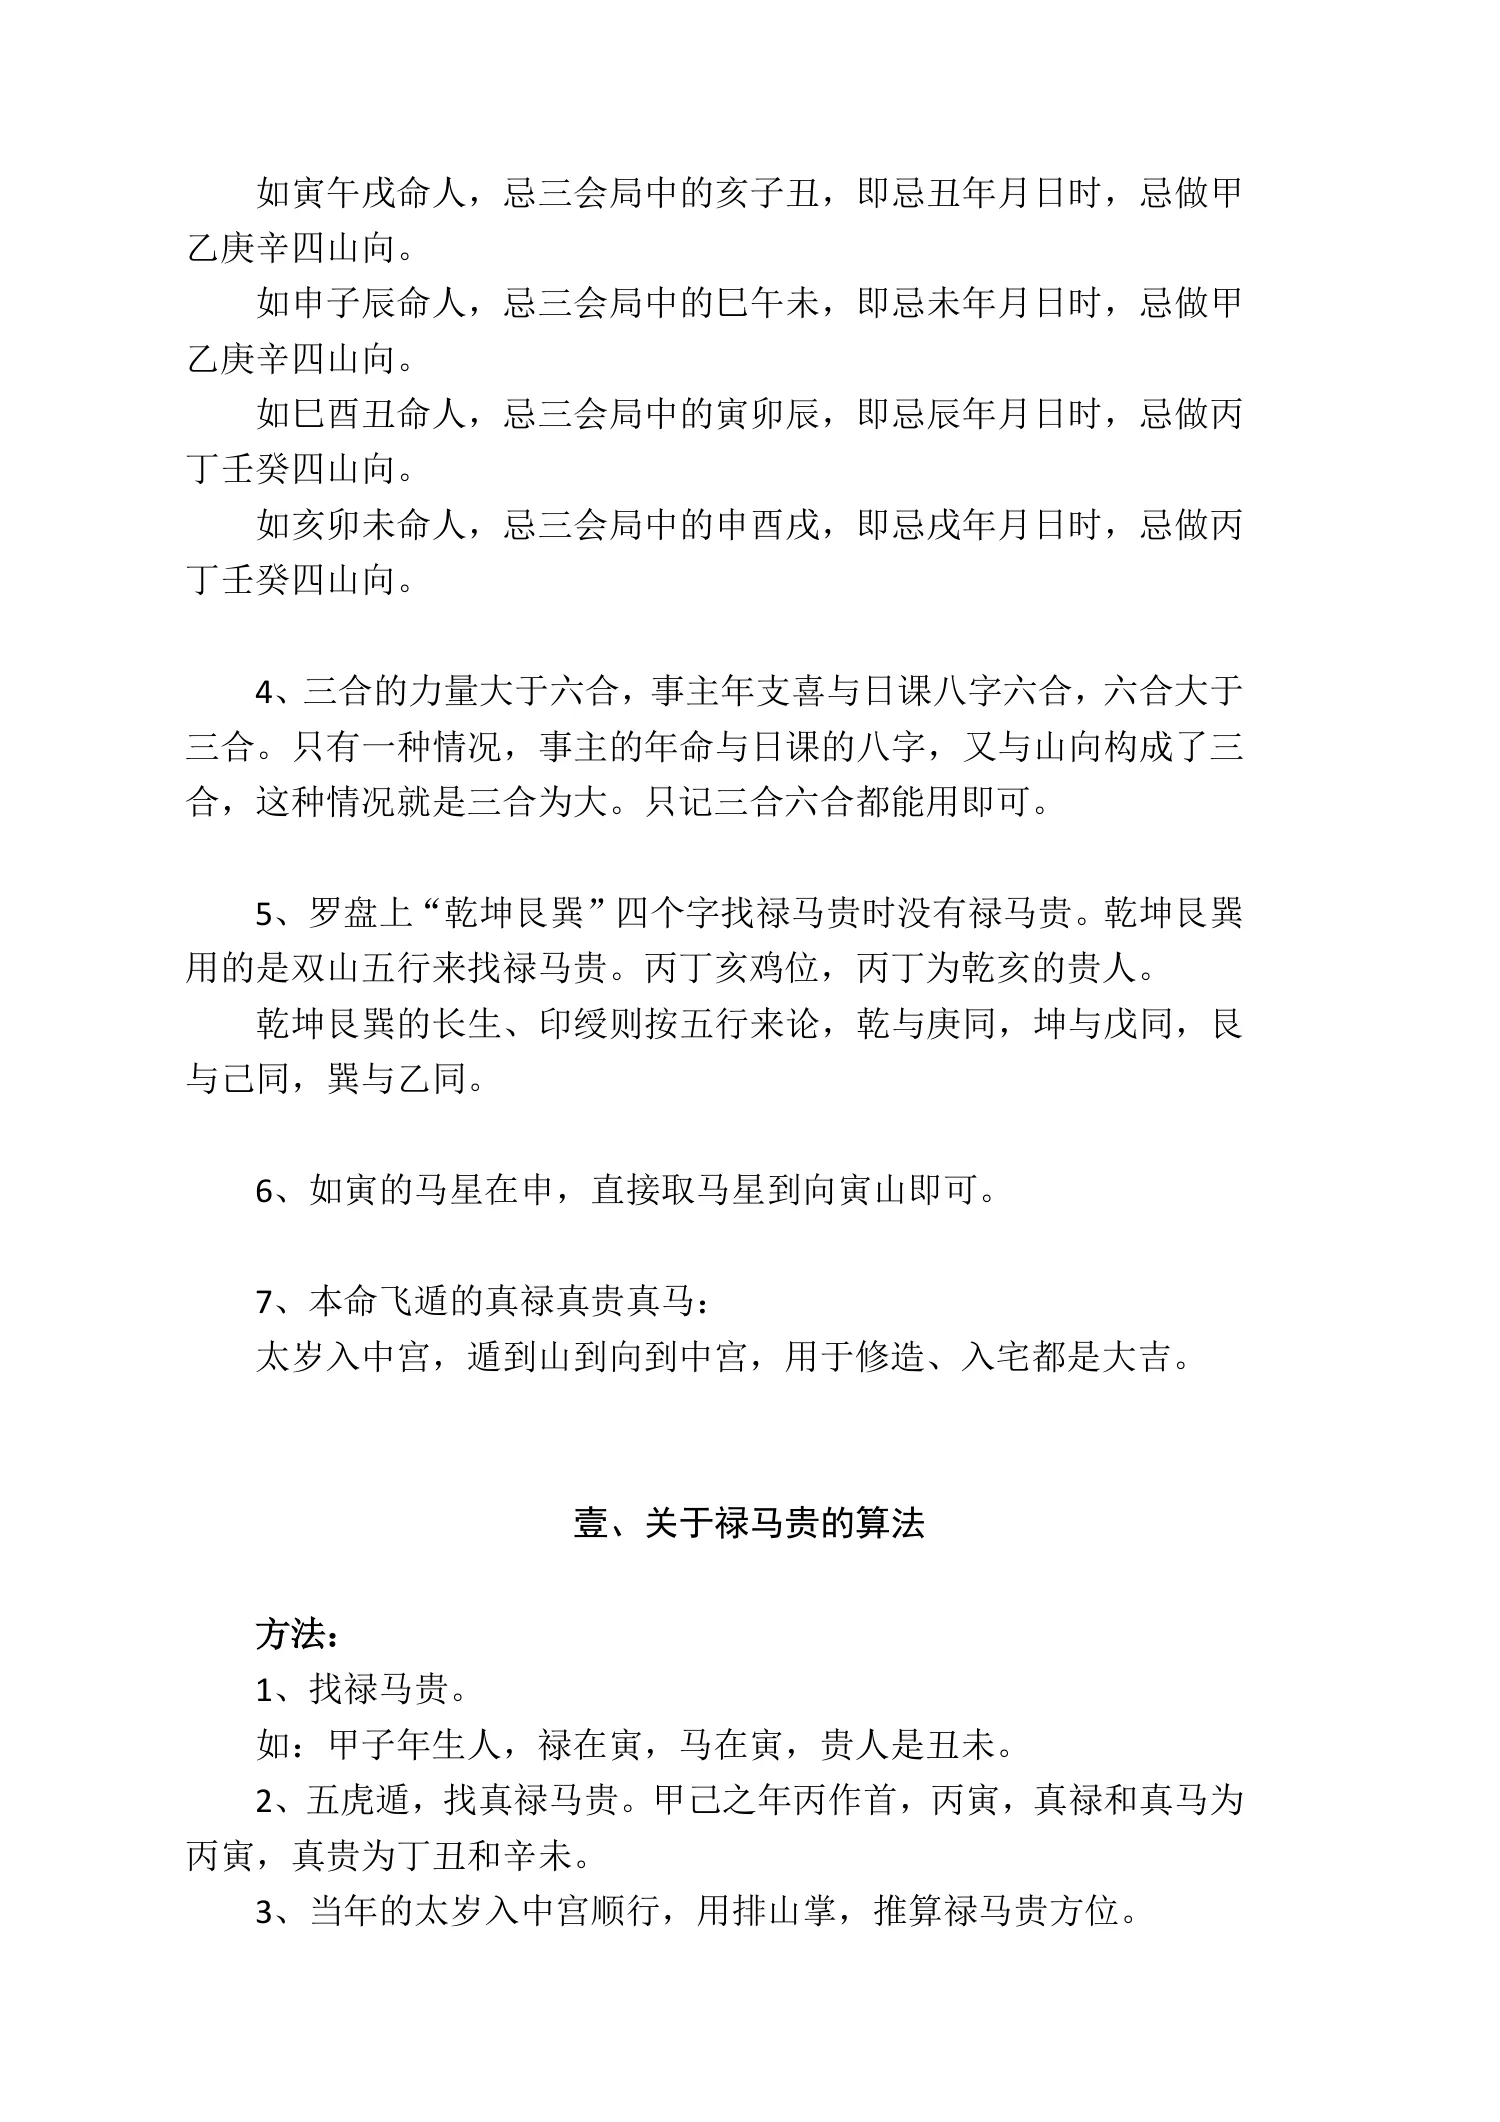 如寅午戌命人，忌三会局中的亥子丑，即忌丑年月日时，忌做甲
乙庚辛四山向。
如申子辰命人，忌三会局中的巳午未，即忌未年月日时，忌做甲
乙庚辛四山向。
如巳酉丑命人，忌三会局中的寅卯辰，即忌辰年月日时，忌做丙
丁壬癸四山向。
如亥卯未命人，忌三会局中的申酉戌，即忌戌年月日时，忌做丙
丁壬癸四山向。
4、三合的力量大于六合，事主年支喜与日课八字六合，六合大于
三合。只有一种情况，事主的年命与日课的八字，又与山向构成了三
合，这种情况就是三合为大。只记三合六合都能用即可。
5、罗盘上“乾坤艮巽”四个字找禄马贵时没有禄马贵。乾坤艮巽
用的是双山五行来找禄马贵。丙丁亥鸡位，丙丁为乾亥的贵人。
乾坤艮巽的长生、印绶则按五行来论，乾与庚同，坤与戊同，艮
与己同，巽与乙同。
6、如寅的马星在申，直接取马星到向寅山即可。
7、本命飞遁的真禄真贵真马：
太岁入中宫，遁到山到向到中宫，用于修造、入宅都是大吉。
壹、关于禄马贵的算法
方法：
1、找禄马贵。
如：甲子年生人，禄在寅，马在寅，贵人是丑未。
2、五虎遁，找真禄马贵。甲己之年丙作首，丙寅，真禄和真马为
丙寅，真贵为丁丑和辛未。
3、当年的太岁入中宫顺行，用排山掌，推算禄马贵方位。